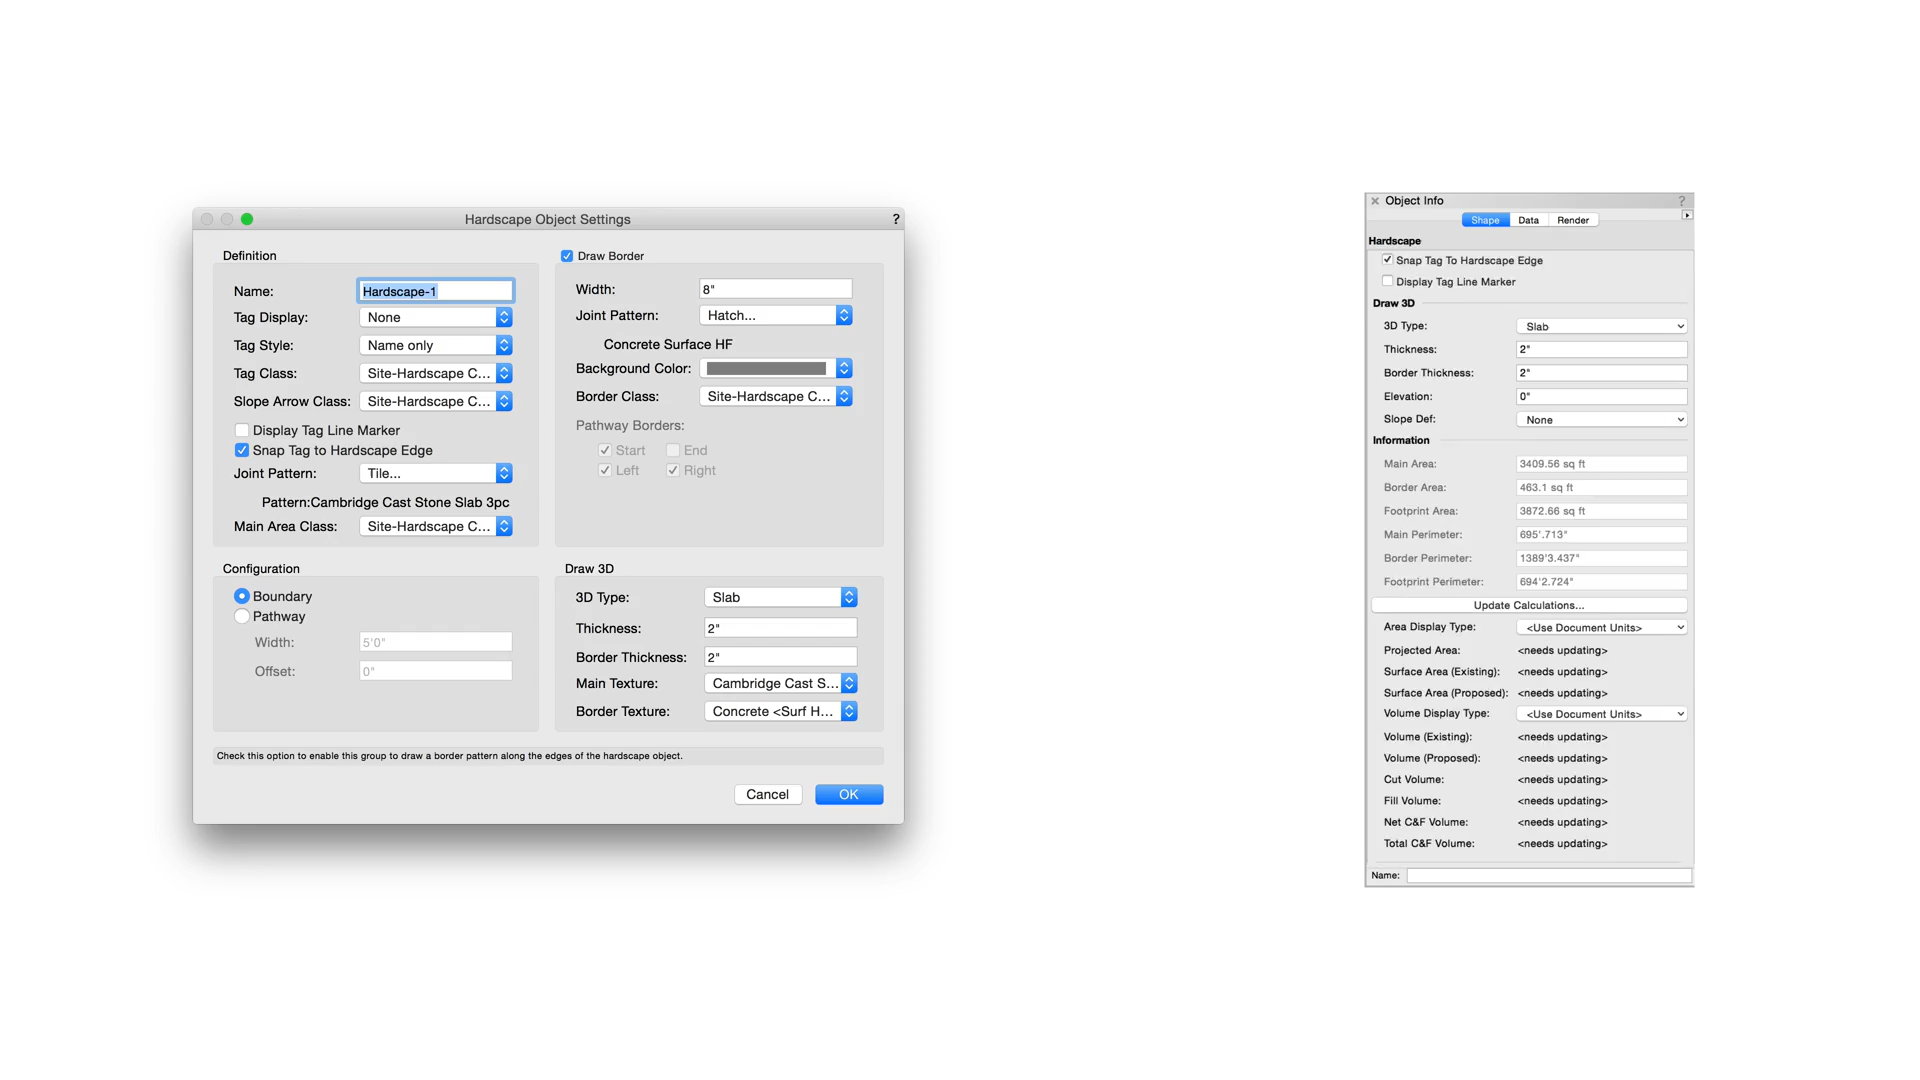 Hardscape Object Settings
?
Definition
Name: Hardscape-1
Tag Display: None
Tag Style: Name only
Tag Class: Site-Hardscape C...
Slope Arrow Class: Site-Hardscape C...
Display Tag Line Marker
Snap Tag to Hardscape Edge
Joint Pattern: Tile...
Pattern:Cambridge Cast Stone Slab 3pc
Main Area Class: Site-Hardscape C...
Draw Border
Width: 8"
Joint Pattern: Hatch...
Concrete Surface HF
Background Color:
Border Class: Site-Hardscape C...
Pathway Borders:
Start End
Left Right
Configuration
Boundary
Pathway
Width: 5'0"
Offset: 0"
Draw 3D
3D Type: Slab
Thickness: 2"
Border Thickness: 2"
Main Texture: Cambridge Cast S...
Border Texture: Concrete <Surf H...
Check this option to enable this group to draw a border pattern along the edges of the hardscape object.
Cancel OK
Object Info ?
Shape Data Render
Hardscape
Snap Tag To Hardscape Edge
Display Tag Line Marker
Draw 3D
3D Type: Slab
Thickness: 2"
Border Thickness: 2"
Elevation: 0"
Slope Def: None
Information
Main Area: 3409.56 sq ft
Border Area: 463.1 sq ft
Footprint Area: 3872.66 sq ft
Main Perimeter: 695'.713"
Border Perimeter: 1389'3.437"
Footprint Perimeter: 694'2.724"
Update Calculations...
Area Display Type: <Use Document Units>
Projected Area: <needs updating>
Surface Area (Existing): <needs updating>
Surface Area (Proposed): <needs updating>
Volume Display Type: <Use Document Units>
Volume (Existing): <needs updating>
Volume (Proposed): <needs updating>
Cut Volume: <needs updating>
Fill Volume: <needs updating>
Net C&F Volume: <needs updating>
Total C&F Volume: <needs updating>
Name: